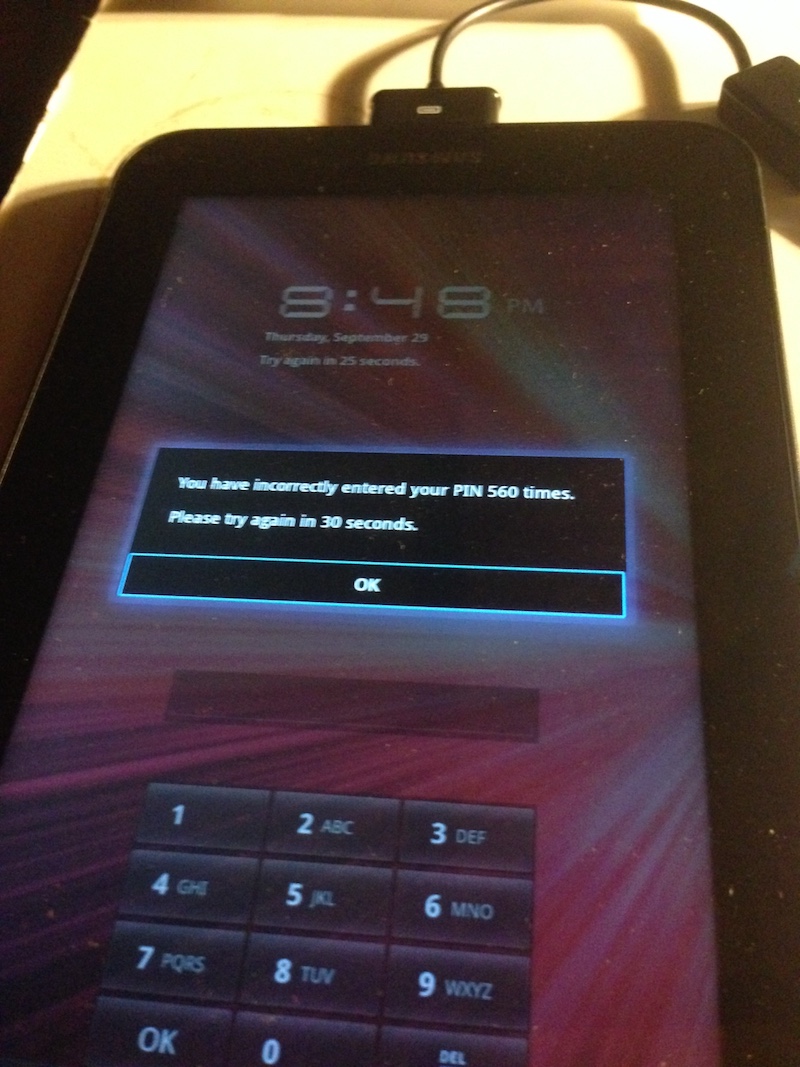 SAMSUNG
8:48 PM
Thursday, September 29
Try again in 25 seconds.
You have incorrectly entered your PIN 560 times.
Please try again in 30 seconds.
OK
1 2 ABC 3 DEF
4 GHI 5 JKL 6 MNO
7 PQRS 8 TUV 9 WXYZ
OK 0 DEL